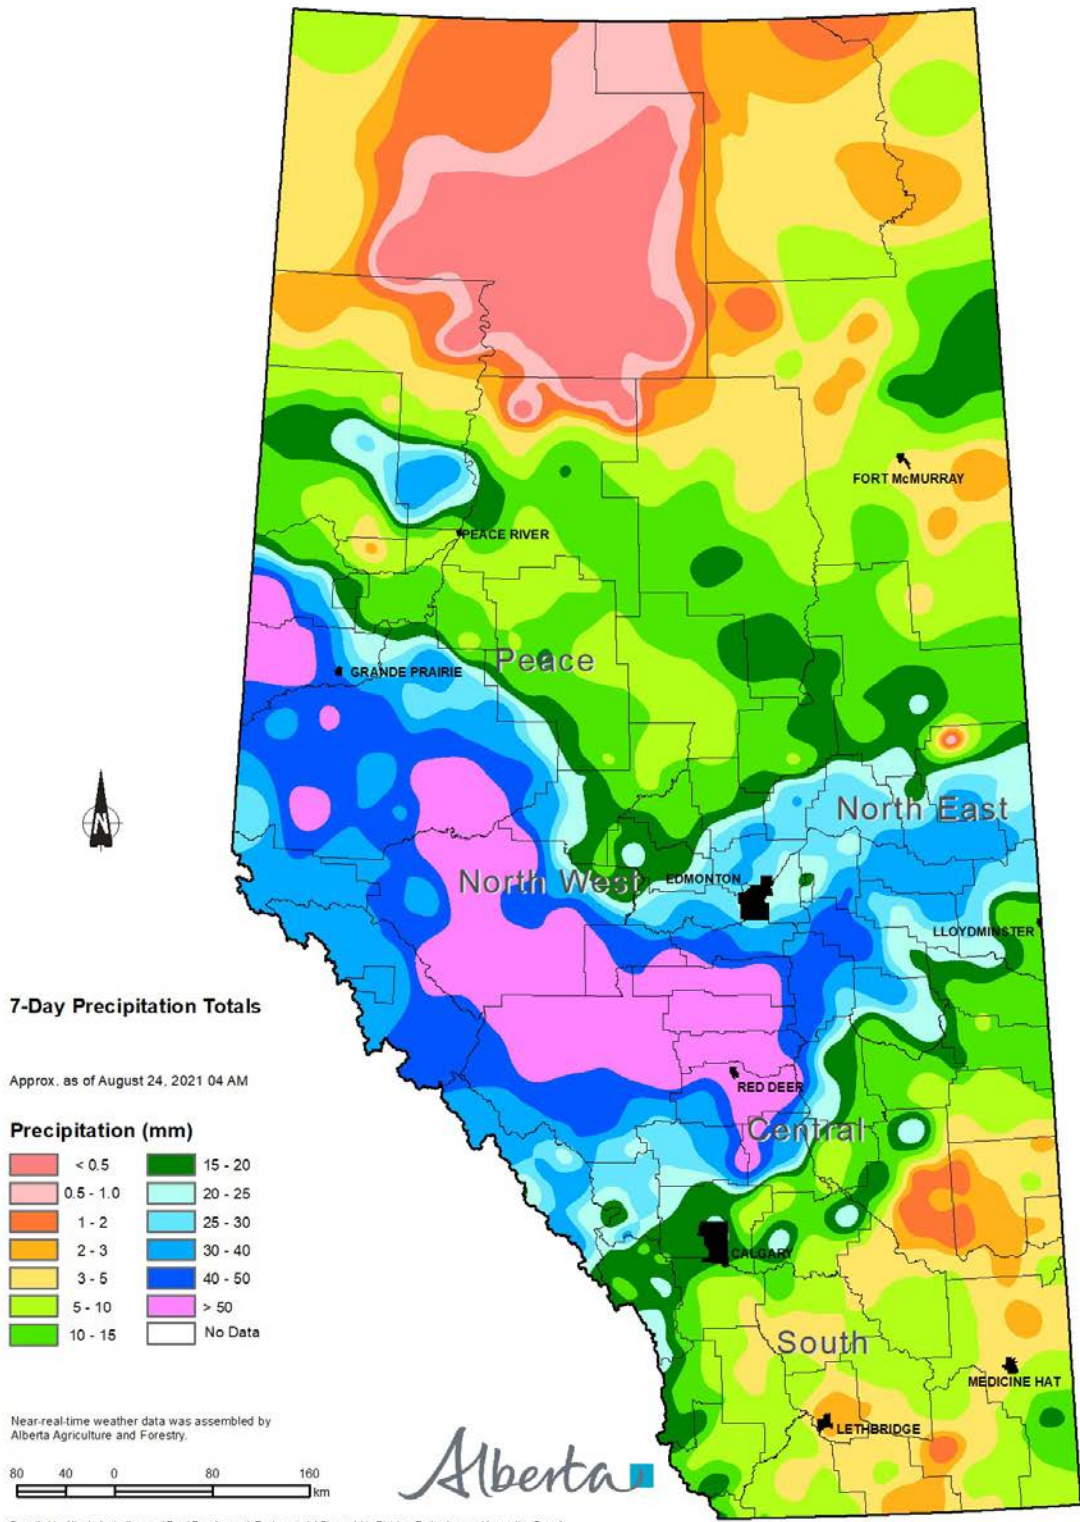 FORT McMURRAY
PEACE RIVER
Peace
GRANDE PRAIRIE
North East
N
North West
EDMONTON
LLOYDMINSTER
7-Day Precipitation Totals
Approx. as of August 24, 2021 04 AM
RED DEER
Central
Precipitation (mm)
< 0.5
15 - 20
0.5 - 1.0
20 - 25
1 - 2
25 - 30
2 - 3
30 - 40
3 - 5
40 - 50
5 - 10
> 50
10 - 15
No Data
CALGARY
South
MEDICINE HAT
LETHBRIDGE
Near-real-time weather data was assembled by
Alberta Agriculture and Forestry.
80 40 0 80 160
km
Alberta